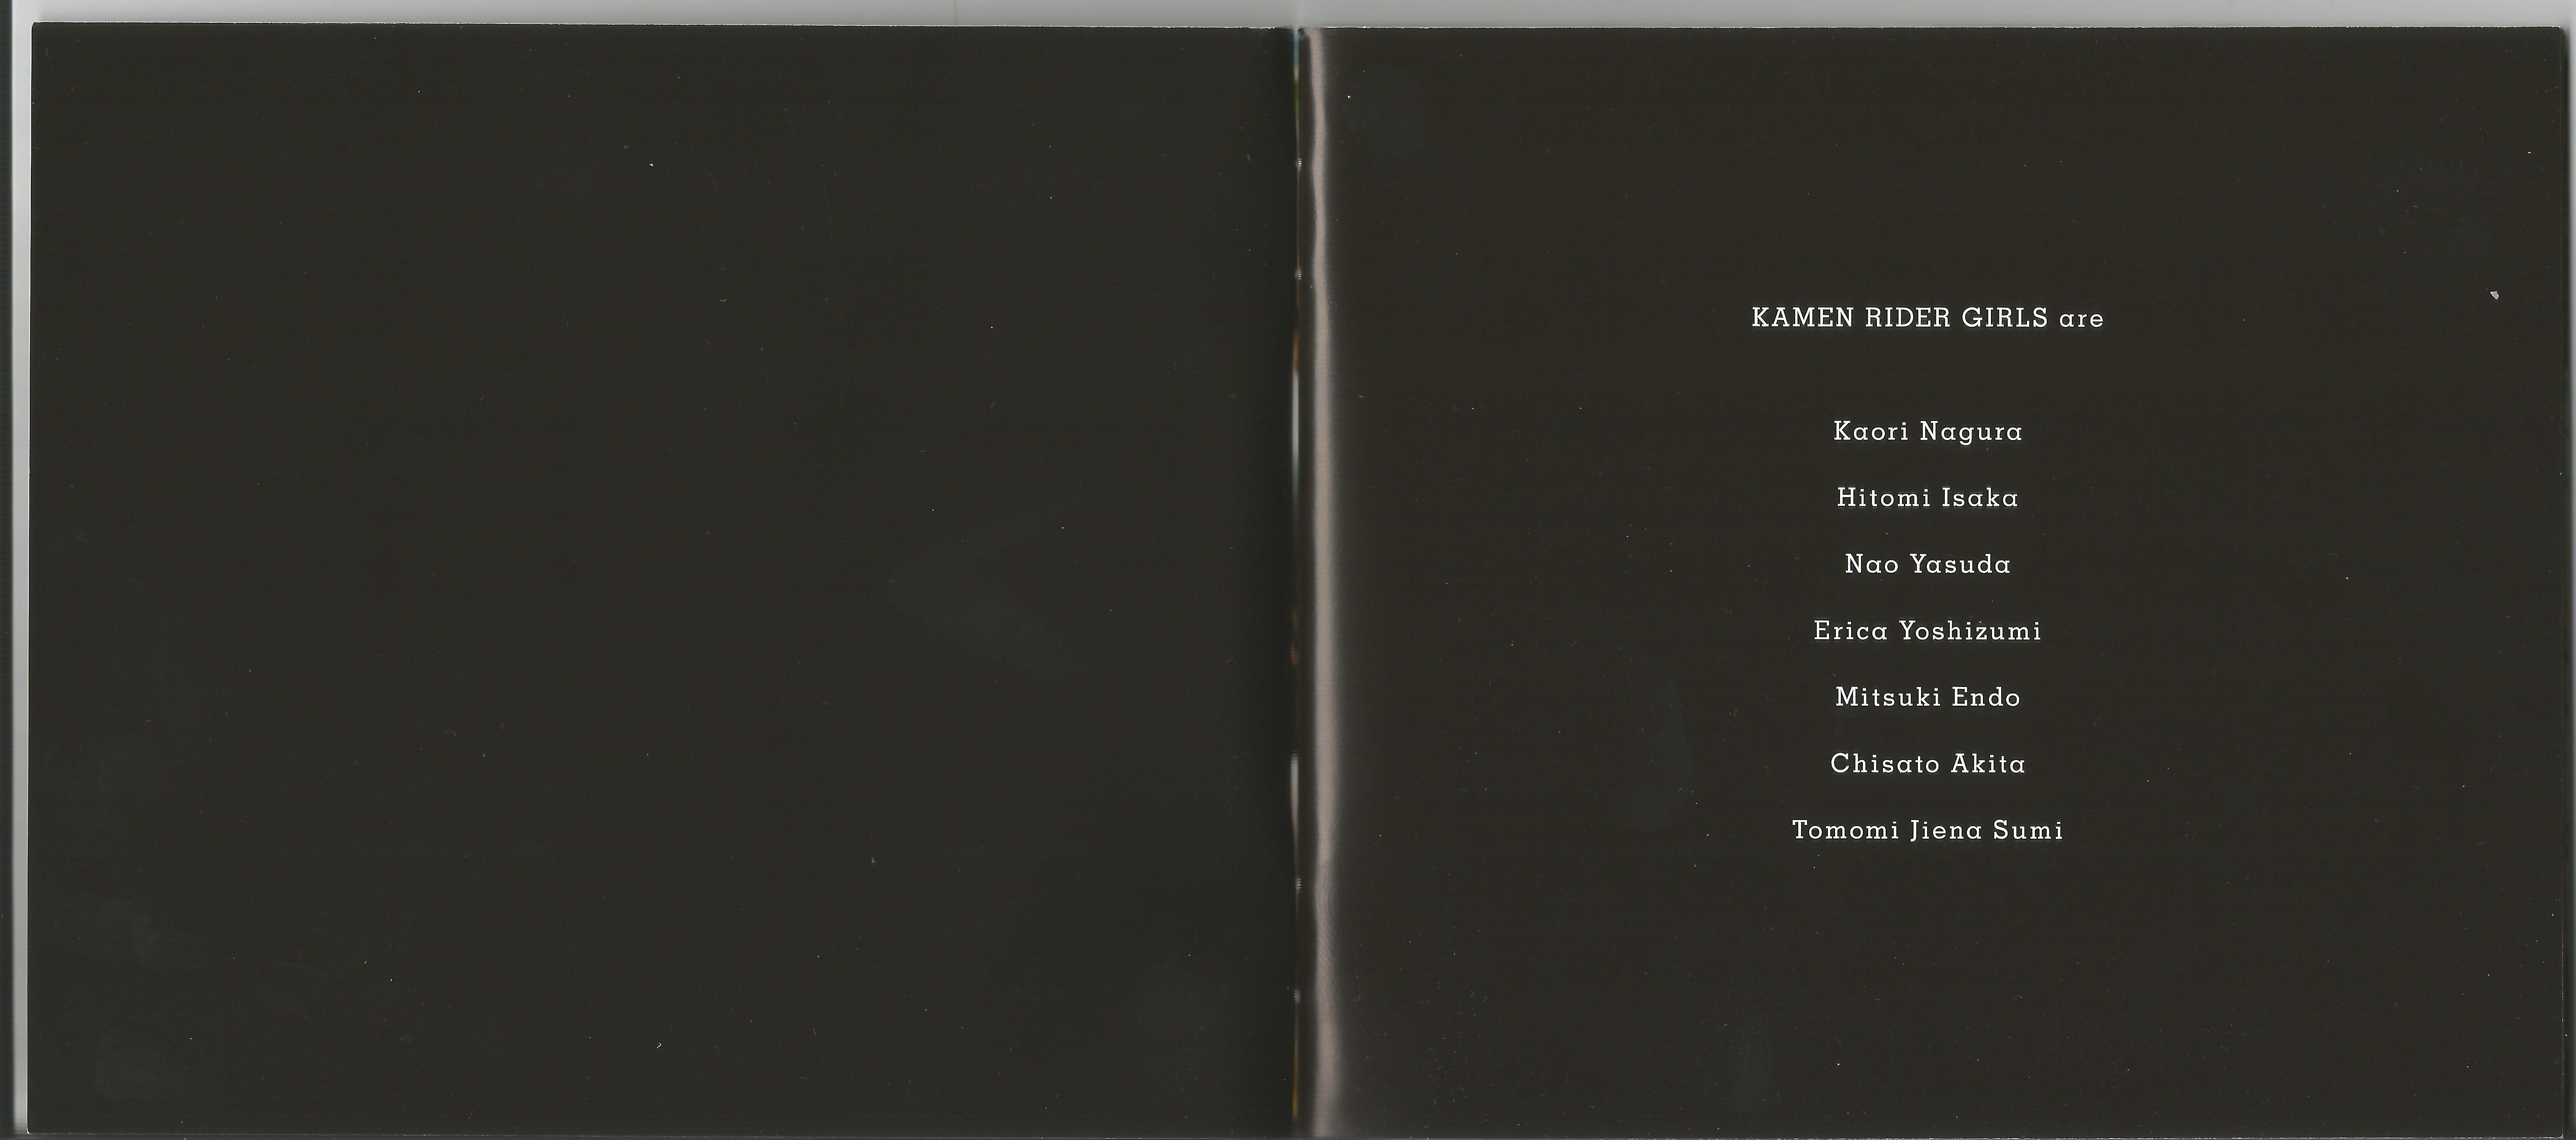 KAMEN RIDER GIRLS are
Kaori Nagura
Hitomi Isaka
Nao Yasuda
Erica Yoshizumi
Mitsuki Endo
Chisato Akita
Tomomi Jiena Sumi